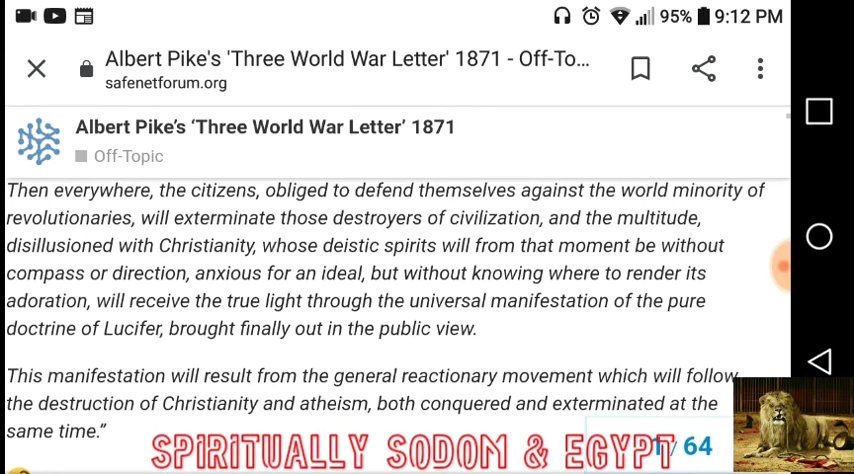 95% 9:12 PM
Albert Pike's 'Three World War Letter' 1871 - Off-To...
safenetforum.org
Albert Pike’s ‘Three World War Letter’ 1871
Off-Topic
Then everywhere, the citizens, obliged to defend themselves against the world minority of
revolutionaries, will exterminate those destroyers of civilization, and the multitude,
disillusioned with Christianity, whose deistic spirits will from that moment be without
compass or direction, anxious for an ideal, but without knowing where to render its
adoration, will receive the true light through the universal manifestation of the pure
doctrine of Lucifer, brought finally out in the public view.
This manifestation will result from the general reactionary movement which will follow
the destruction of Christianity and atheism, both conquered and exterminated at the
same time.”
SPIRITUALLY SODOM & EGYPT
1 / 64